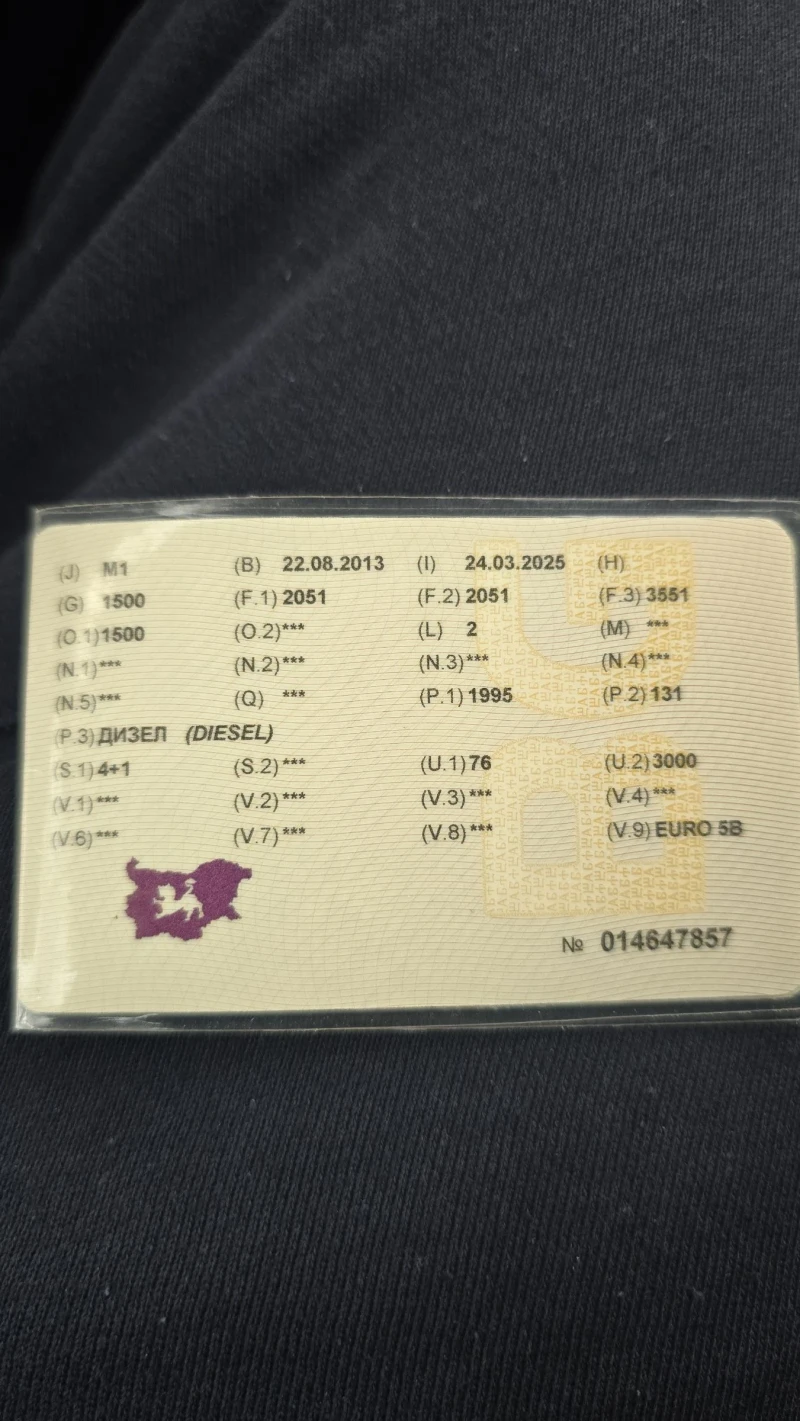 (J) M1 (B) 22.08.2013 (I) 24.03.2025 (H)
(G) 1500 (F.1) 2051 (F.2) 2051 (F.3) 3551
(O.1) 1500 (O.2) *** (L) 2 (M) ***
(N.1) *** (N.2) *** (N.3) *** (N.4) ***
(N.5) *** (Q) *** (P.1) 1995 (P.2) 131
(P.3) ДИЗЕЛ (DIESEL)
(S.1) 4+1 (S.2) *** (U.1) 76 (U.2) 3000
(V.1) *** (V.2) *** (V.3) *** (V.4) ***
(V.6) *** (V.7) *** (V.8) *** (V.9) EURO 5B
№ 014647857